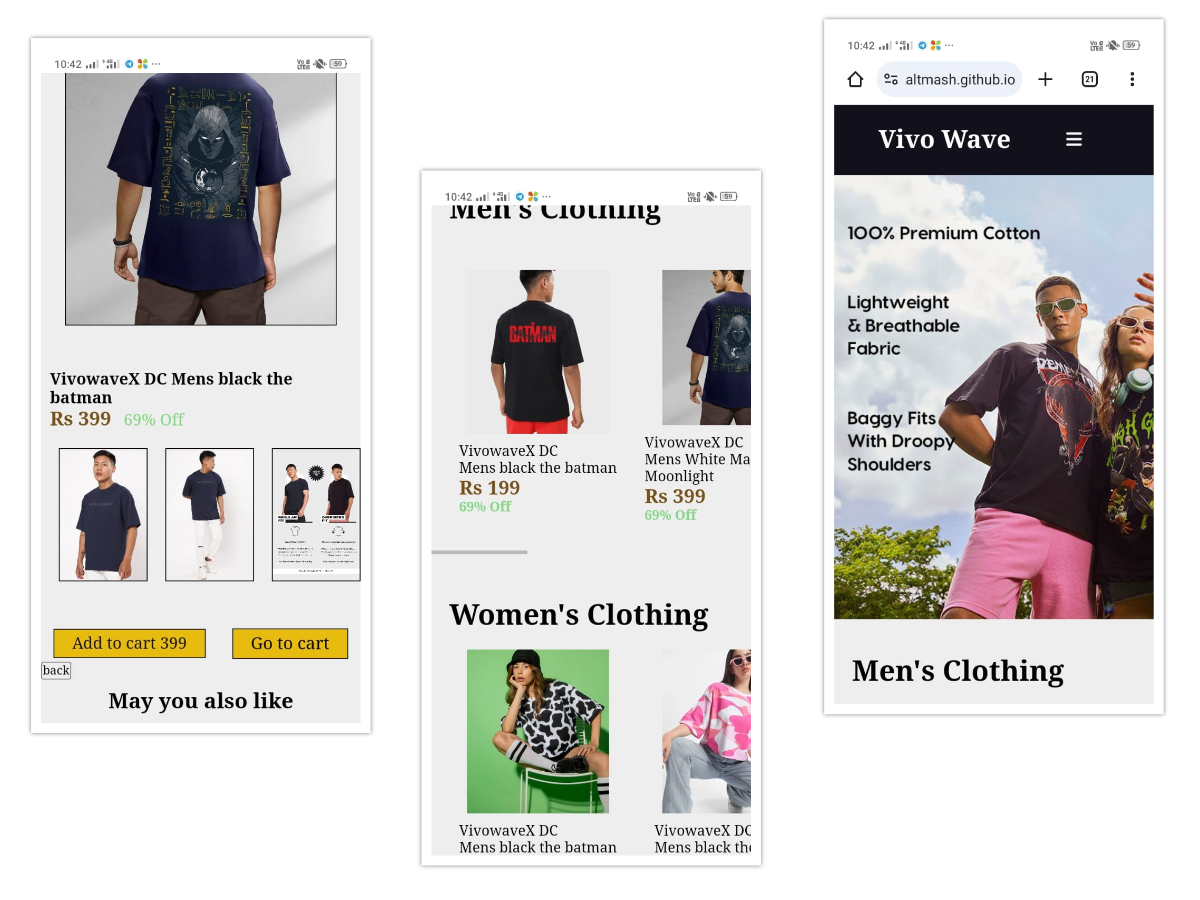 10:42
59
VivowaveX DC Mens black the
batman
Rs 399 69% Off
Add to cart 399
Go to cart
back
May you also like
10:42
59
Men's Clothing
BATMAN
VivowaveX DC
Mens black the batman
Rs 199
69% Off
VivowaveX DC
Mens White Ma
Moonlight
Rs 399
69% Off
Women's Clothing
VivowaveX DC
Mens black the batman
VivowaveX DC
Mens black the
10:42
59
altmash.github.io
21
Vivo Wave
100% Premium Cotton
Lightweight
& Breathable
Fabric
Baggy Fits
With Droopy
Shoulders
Men's Clothing